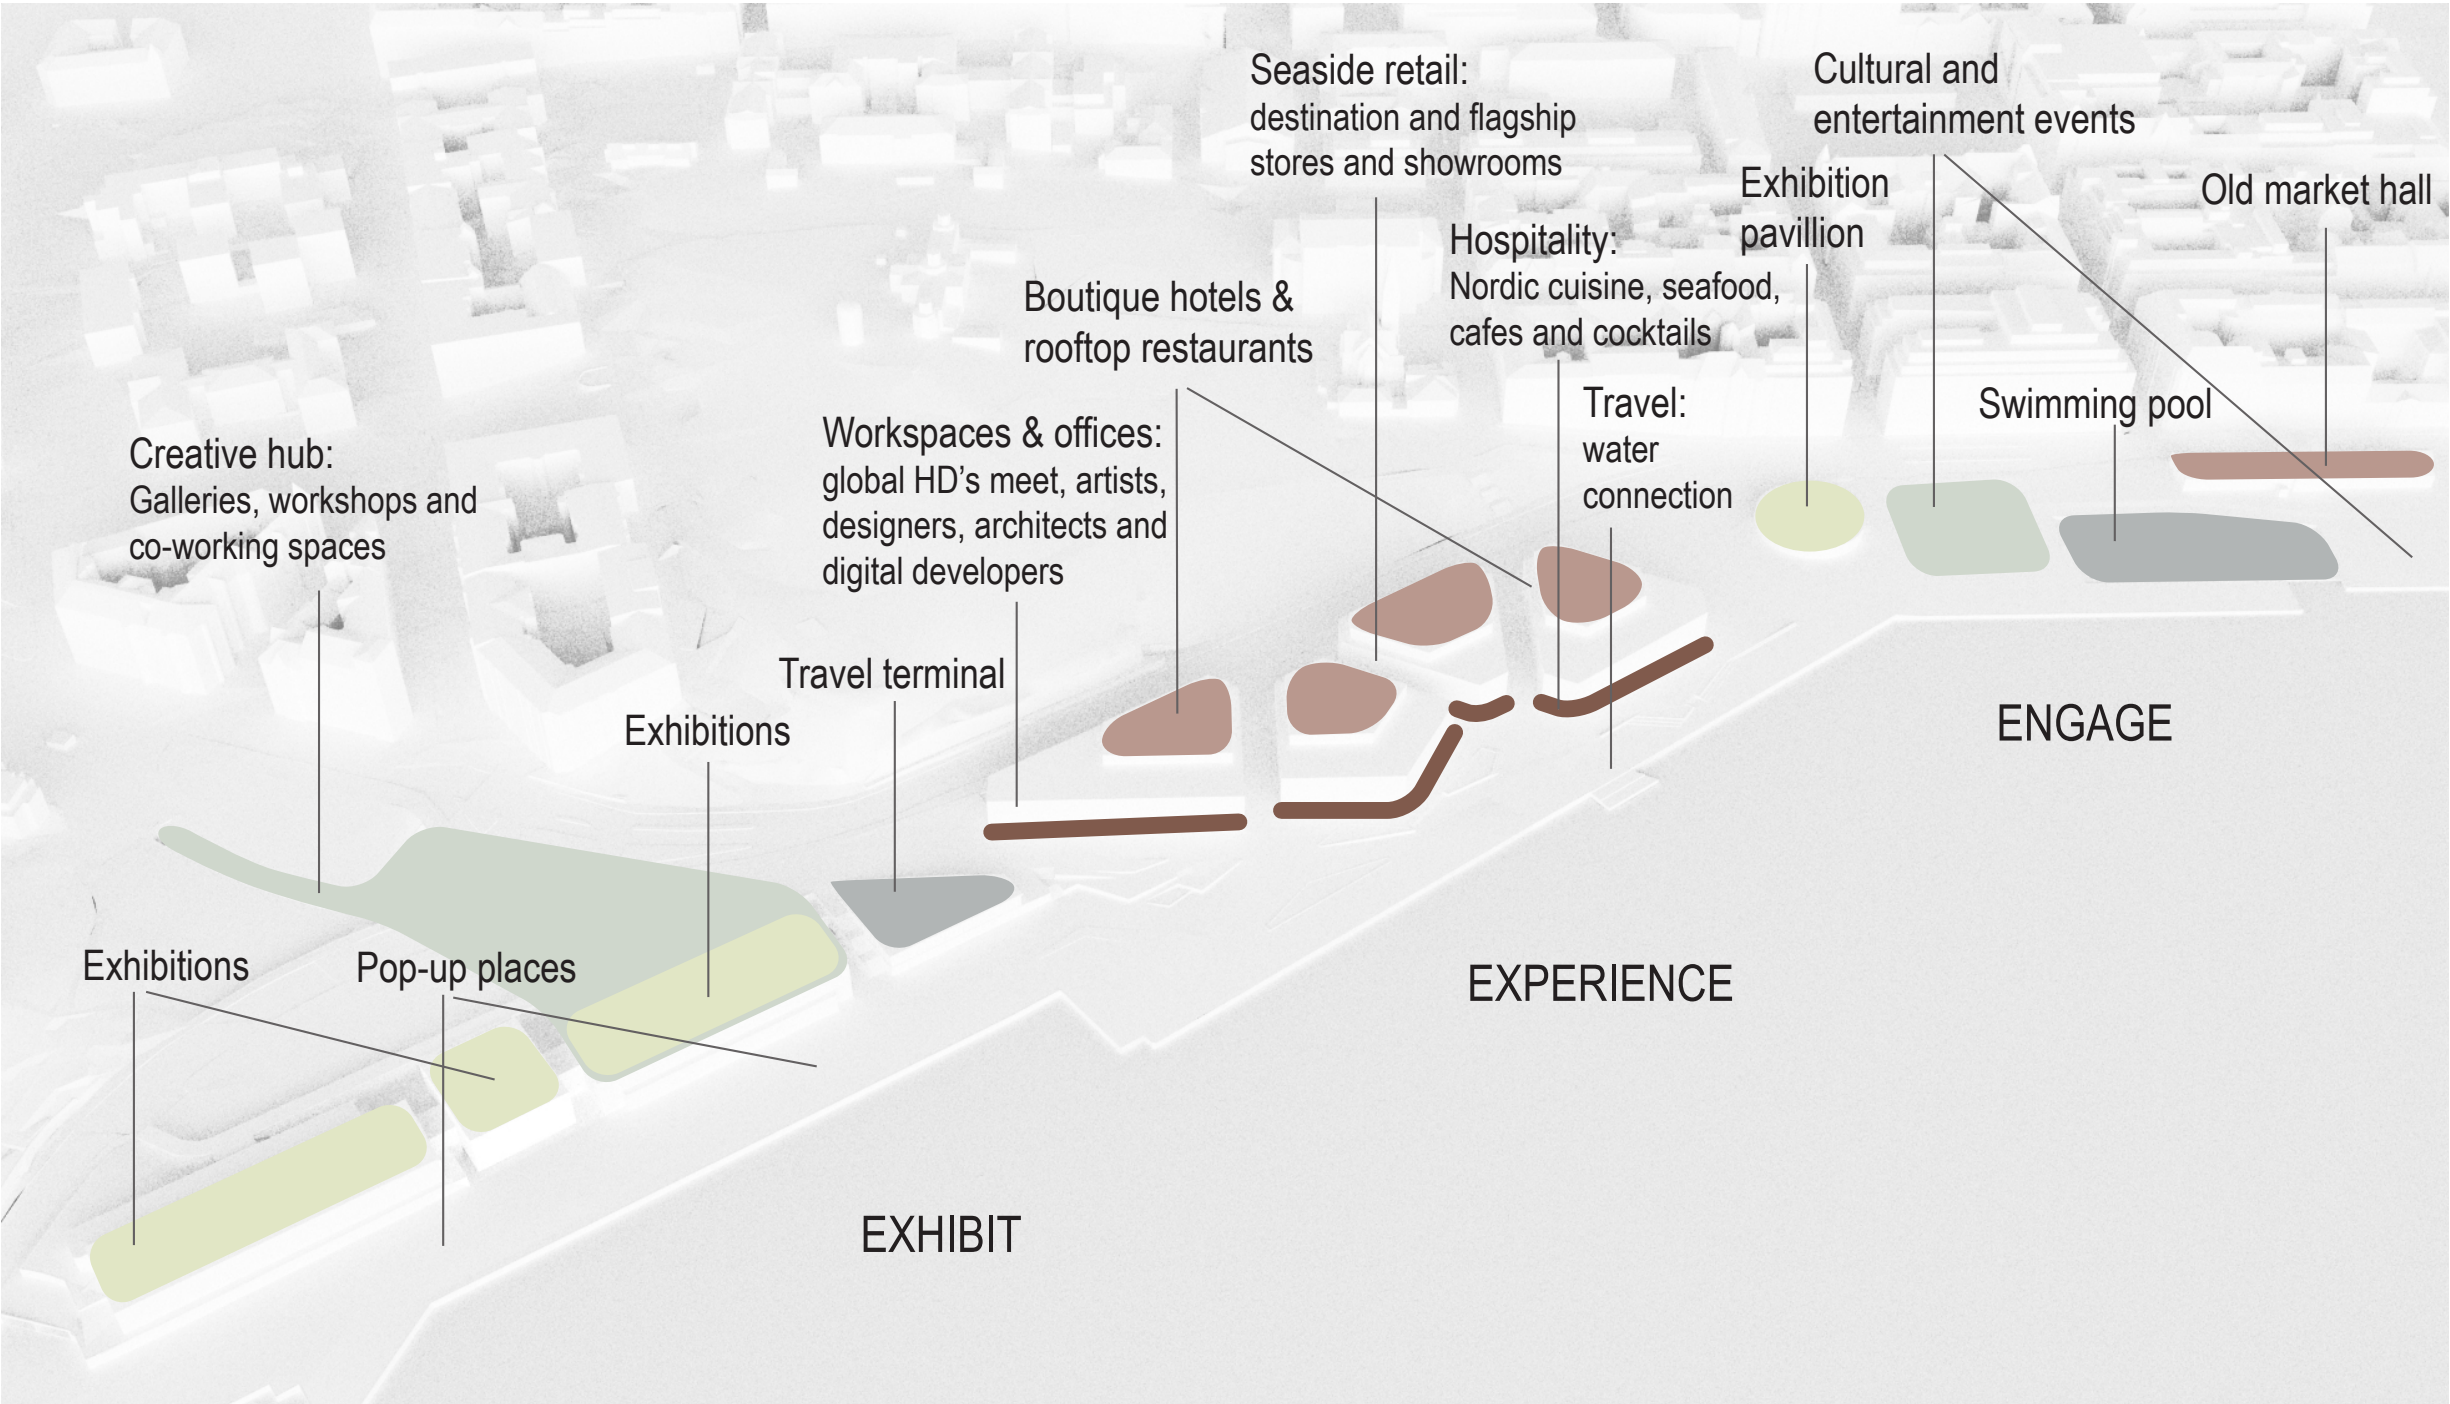 Seaside retail:
destination and flagship
stores and showrooms
Cultural and
entertainment events
Exhibition
pavillion
Old market hall
Hospitality:
Nordic cuisine, seafood,
cafes and cocktails
Boutique hotels &
rooftop restaurants
Travel:
water
connection
Swimming pool
Workspaces & offices:
global HD’s meet, artists,
designers, architects and
digital developers
Creative hub:
Galleries, workshops and
co-working spaces
Travel terminal
Exhibitions
ENGAGE
Exhibitions
Pop-up places
EXPERIENCE
EXHIBIT